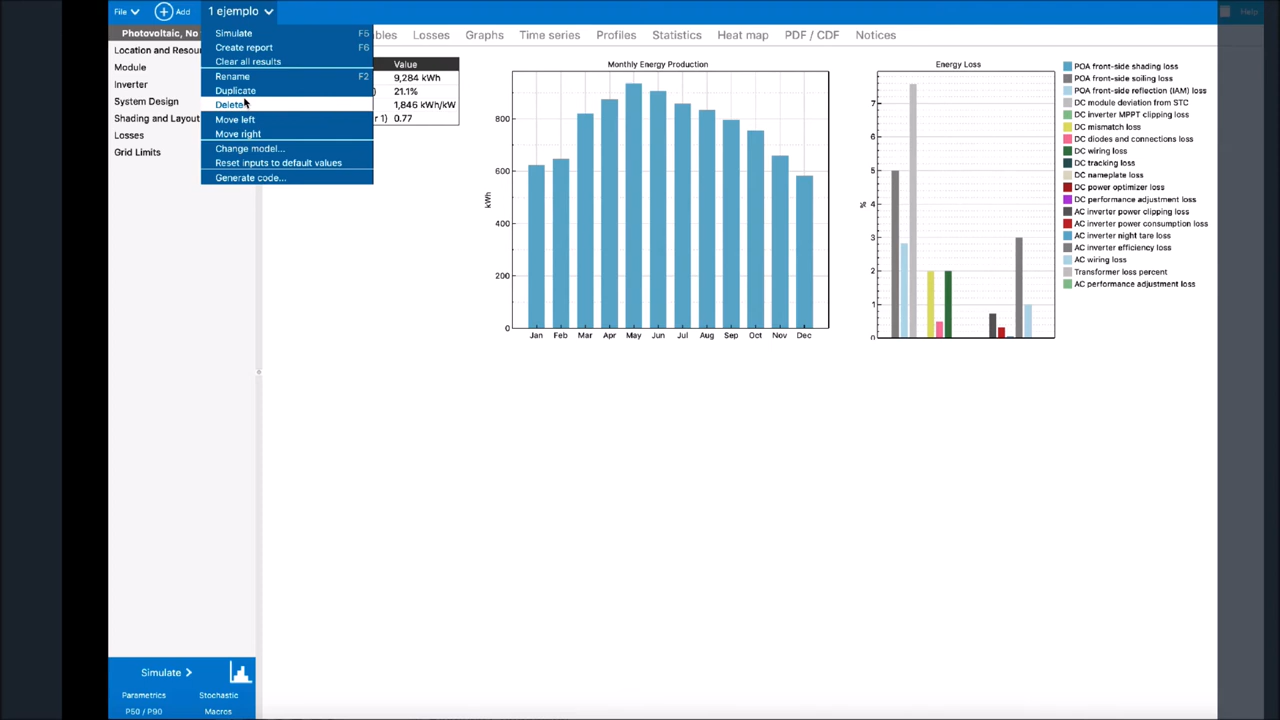 File
Add
1 ejemplo
Help
Photovoltaic, No
Location and Resou
Module
Inverter
System Design
Shading and Layout
Losses
Grid Limits
Simulate F5
Create report F6
Clear all results
Rename F2
Duplicate
Delete
Move left
Move right
Change model...
Reset inputs to default values
Generate code...
bles
Losses
Graphs
Time series
Profiles
Statistics
Heat map
PDF / CDF
Notices
Value
9,284 kWh
) 21.1%
1,846 kWh/kW
r 1) 0.77
Monthly Energy Production
kWh
800
600
400
200
0
Jan Feb Mar Apr May Jun Jul Aug Sep Oct Nov Dec
Energy Loss
%
7
6
5
4
3
2
1
0
POA front-side shading loss
POA front-side soiling loss
POA front-side reflection (IAM) loss
DC module deviation from STC
DC inverter MPPT clipping loss
DC mismatch loss
DC diodes and connections loss
DC wiring loss
DC tracking loss
DC nameplate loss
DC power optimizer loss
DC performance adjustment loss
AC inverter power clipping loss
AC inverter power consumption loss
AC inverter night tare loss
AC inverter efficiency loss
AC wiring loss
Transformer loss percent
AC performance adjustment loss
Simulate >
Parametrics Stochastic
P50 / P90 Macros